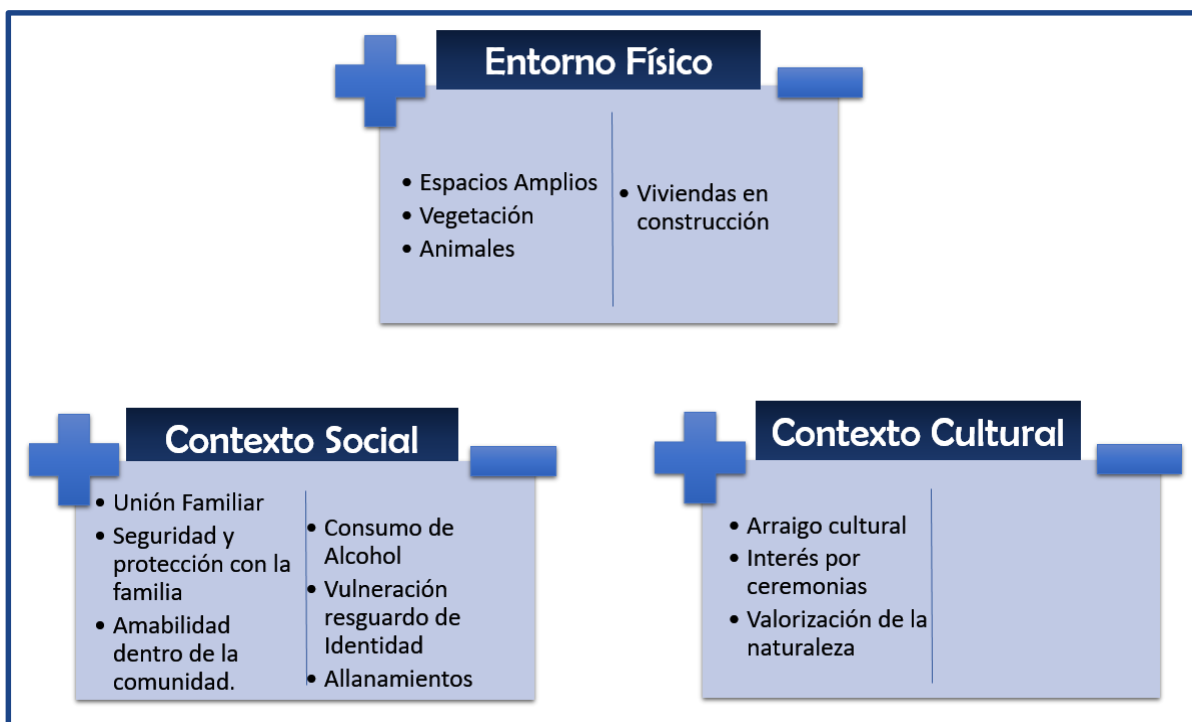 Entorno Físico
• Espacios Amplios
• Vegetación
• Animales
• Viviendas en
construcción
Contexto Social
• Unión Familiar
• Seguridad y
protección con la
familia
• Amabilidad
dentro de la
comunidad.
• Consumo de
Alcohol
• Vulneración
resguardo de
Identidad
• Allanamientos
Contexto Cultural
• Arraigo cultural
• Interés por
ceremonias
• Valorización de la
naturaleza